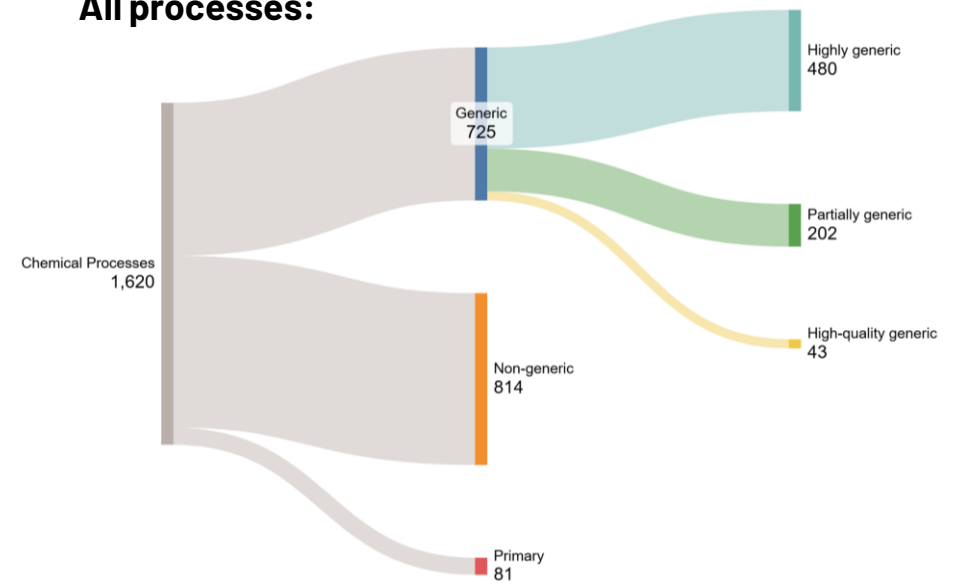 All processes:
Chemical Processes
1,620
Generic
725
Non-generic
814
Primary
81
Highly generic
480
Partially generic
202
High-quality generic
43